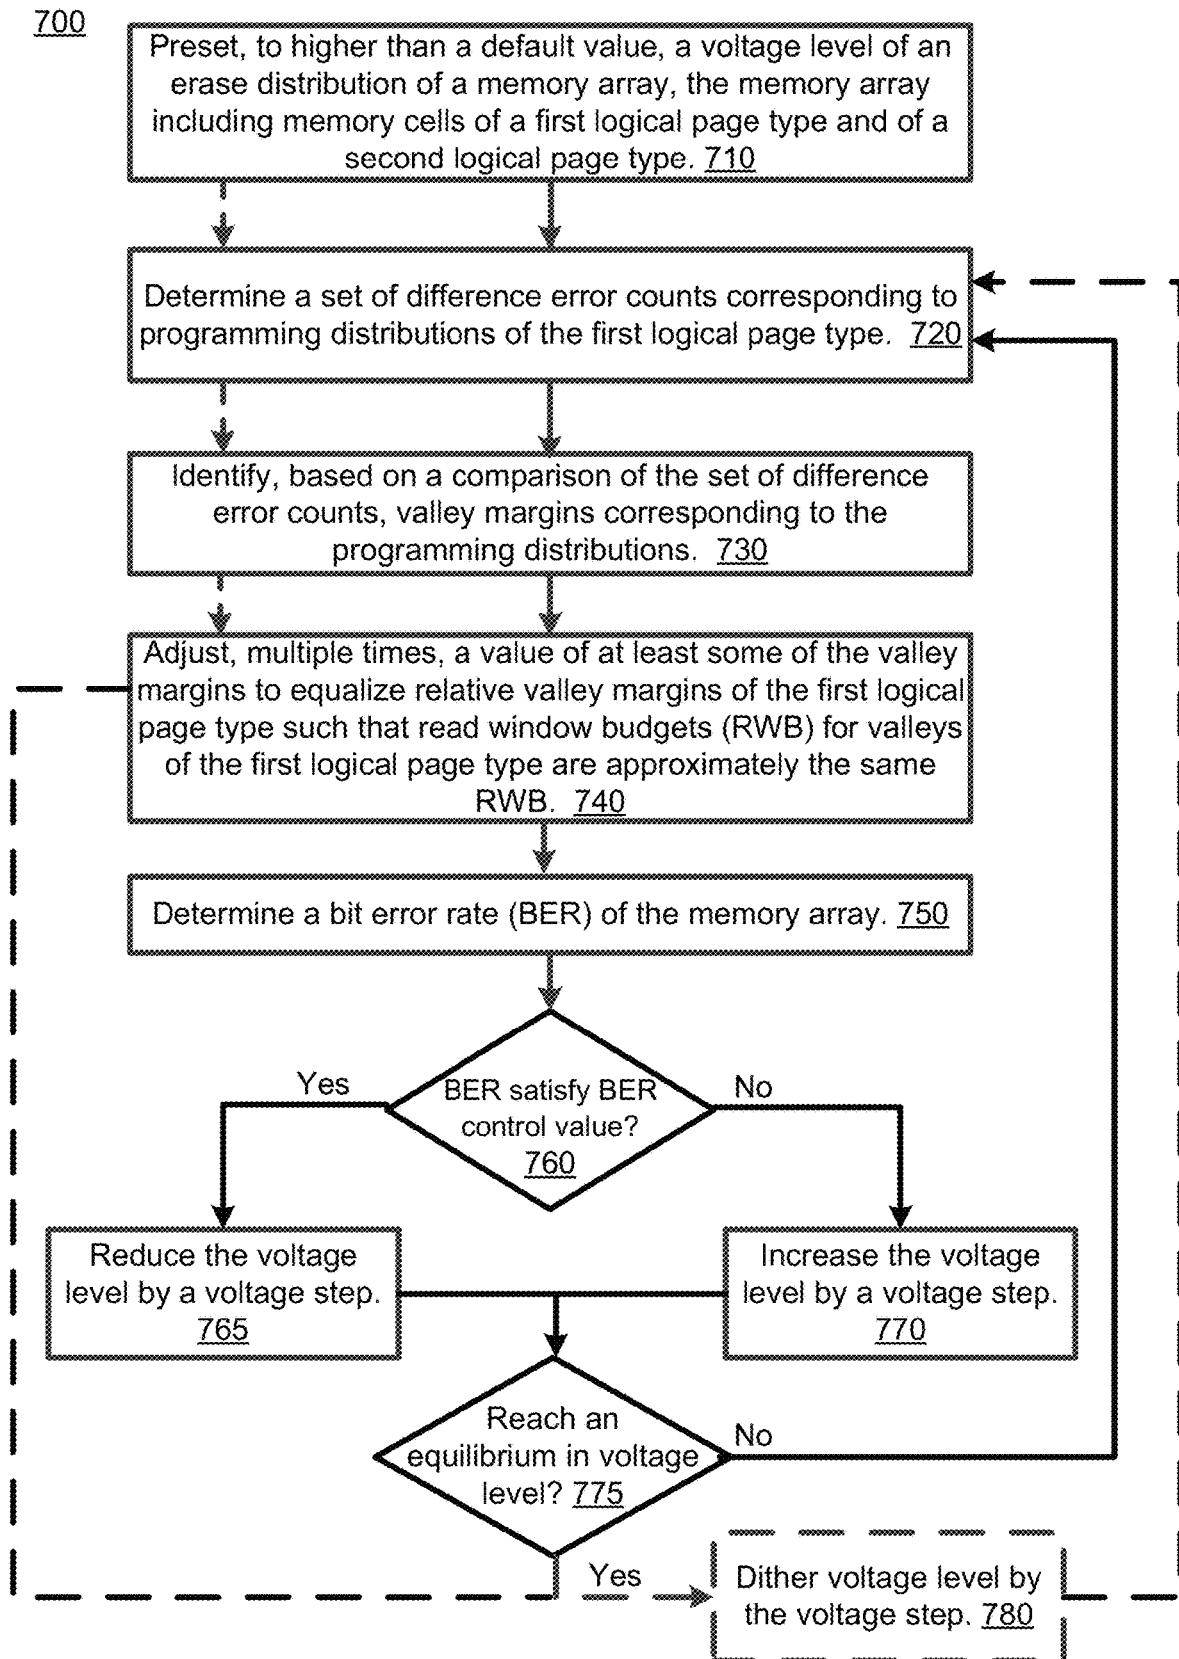 700
Preset, to higher than a default value, a voltage level of an
erase distribution of a memory array, the memory array
including memory cells of a first logical page type and of a
second logical page type. 710
Determine a set of difference error counts corresponding to
programming distributions of the first logical page type. 720
Identify, based on a comparison of the set of difference
error counts, valley margins corresponding to the
programming distributions. 730
Adjust, multiple times, a value of at least some of the valley
margins to equalize relative valley margins of the first logical
page type such that read window budgets (RWB) for valleys
of the first logical page type are approximately the same
RWB. 740
Determine a bit error rate (BER) of the memory array. 750
BER satisfy BER
control value?
760
Yes
No
Reduce the voltage
level by a voltage step.
765
Increase the voltage
level by a voltage step.
770
Reach an
equilibrium in voltage
level? 775
No
Yes
Dither voltage level by
the voltage step. 780